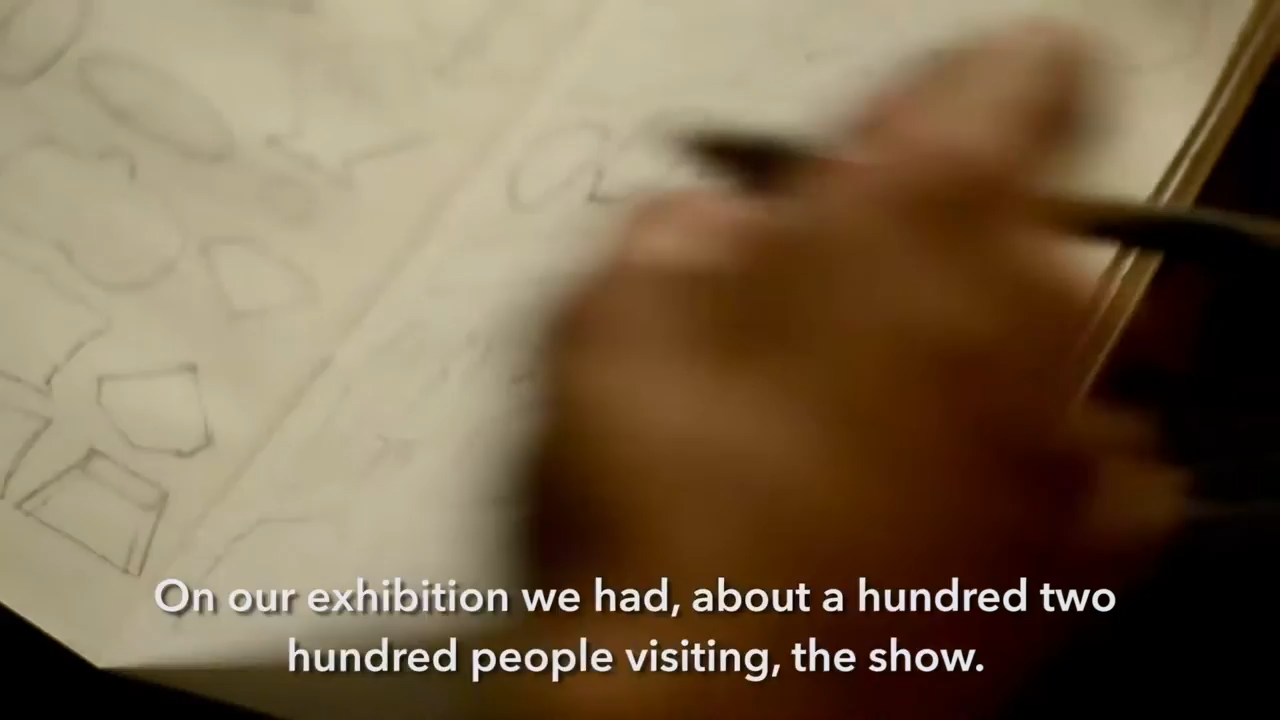 On our exhibition we had, about a hundred two
hundred people visiting, the show.